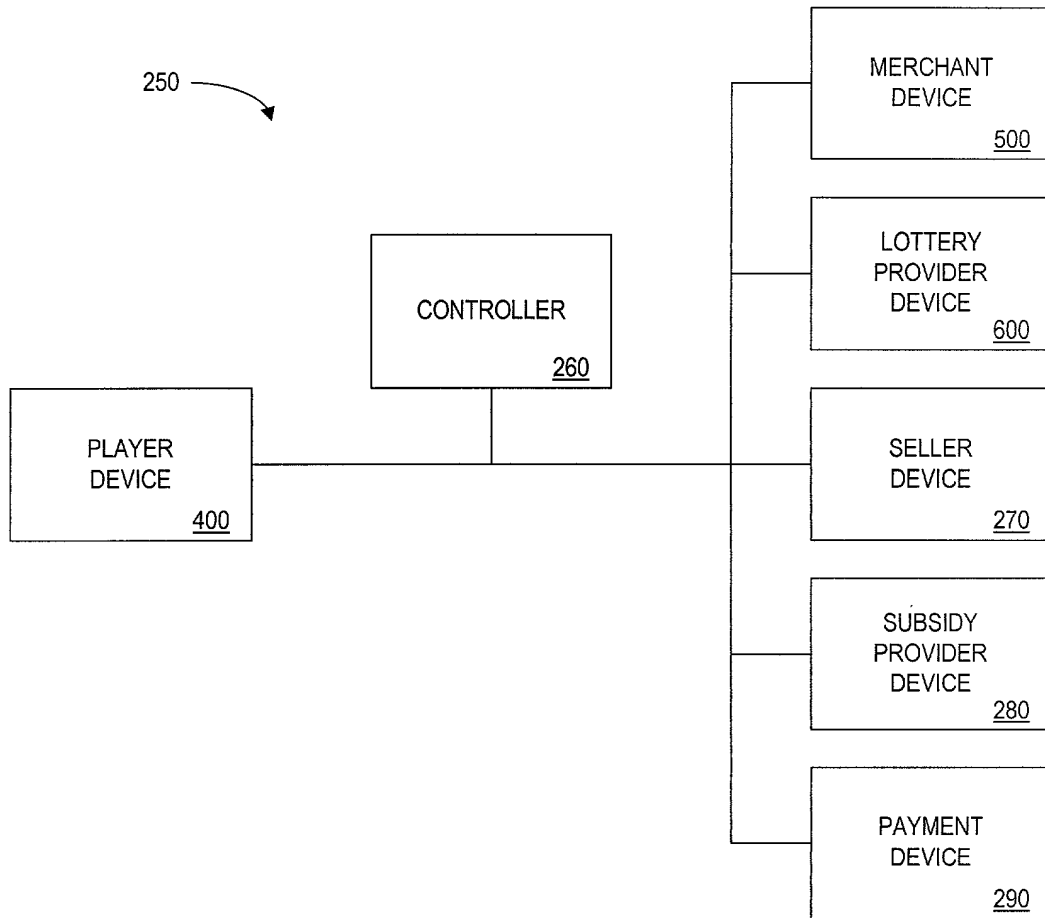 250
MERCHANT
DEVICE
500
LOTTERY
PROVIDER
DEVICE
600
CONTROLLER
260
PLAYER
DEVICE
400
SELLER
DEVICE
270
SUBSIDY
PROVIDER
DEVICE
280
PAYMENT
DEVICE
290